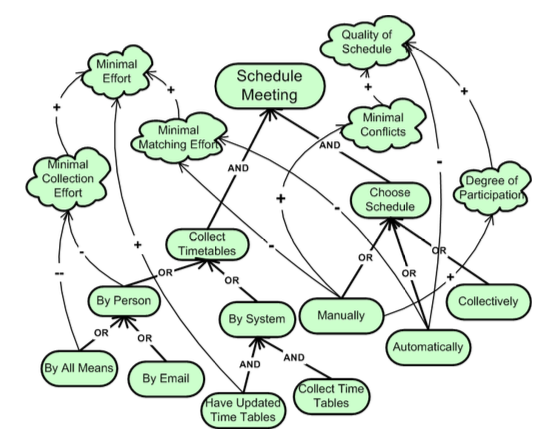 Quality of
Schedule
Minimal
Effort
Schedule
Meeting
+
+
+
+
Minimal
Matching Effort
Minimal
Conflicts
AND
AND
-
Minimal
Collection
Effort
Degree of
Participation
Choose
Schedule
+
-
Collect
Timetables
+
-
-
OR
OR
OR
--
OR
OR
+
By Person
By System
Manually
Collectively
OR
OR
Automatically
By All Means
By Email
AND
AND
Have Updated
Time Tables
Collect Time
Tables